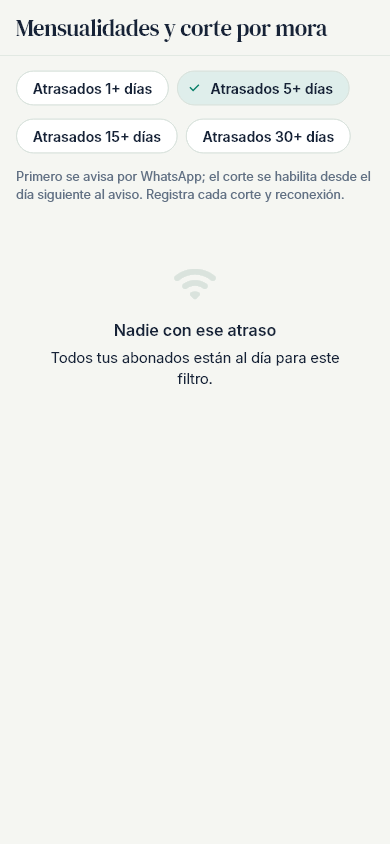 Mensualidades y corte por mora
Atrasados 1+ días
Atrasados 5+ días
Atrasados 15+ días
Atrasados 30+ días
Primero se avisa por WhatsApp; el corte se habilita desde el
día siguiente al aviso. Registra cada corte y reconexión.
Nadie con ese atraso
Todos tus abonados están al día para este
filtro.